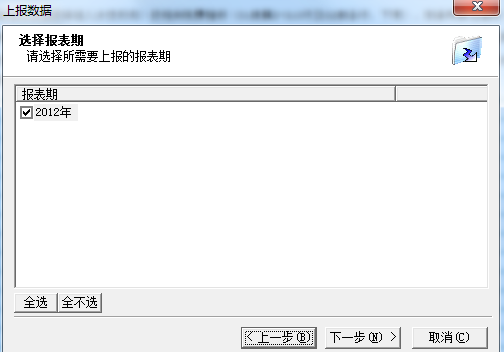 上报数据
选择报表期
请选择所需要上报的报表期
报表期
2012年
全选 全不选
< 上一步(B) 下一步(N) > 取消(C)